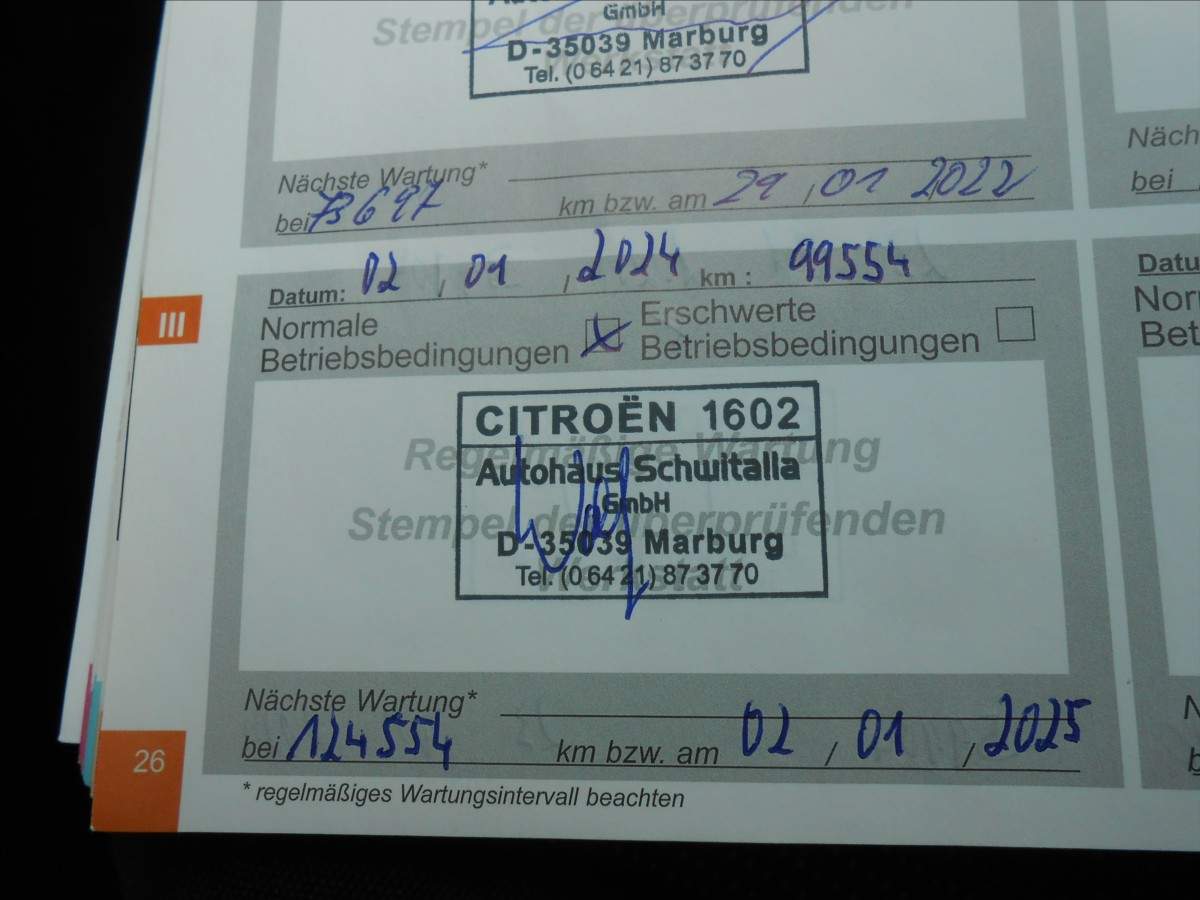 Stempel der überprüfenden
GmbH
D-35039 Marburg
Tel. (0 64 21) 87 37 70
Nächste Wartung*
bei 73697 km bzw. am 29, 01 2022
Näch
bei
Datum: 02, 01, 2024 km : 99554
Datu
III
Normale Betriebsbedingungen
Erschwerte Betriebsbedingungen
Nor
Bet
CITROËN 1602
Regelmäßige Wartung
Autohaus Schwitalla
GmbH
Stempel der überprüfenden
D-35039 Marburg
Werkstatt
Tel. (0 64 21) 87 37 70
Nächste Wartung*
bei 124554 km bzw. am 02 / 01 / 2025
N
b
26
* regelmäßiges Wartungsintervall beachten